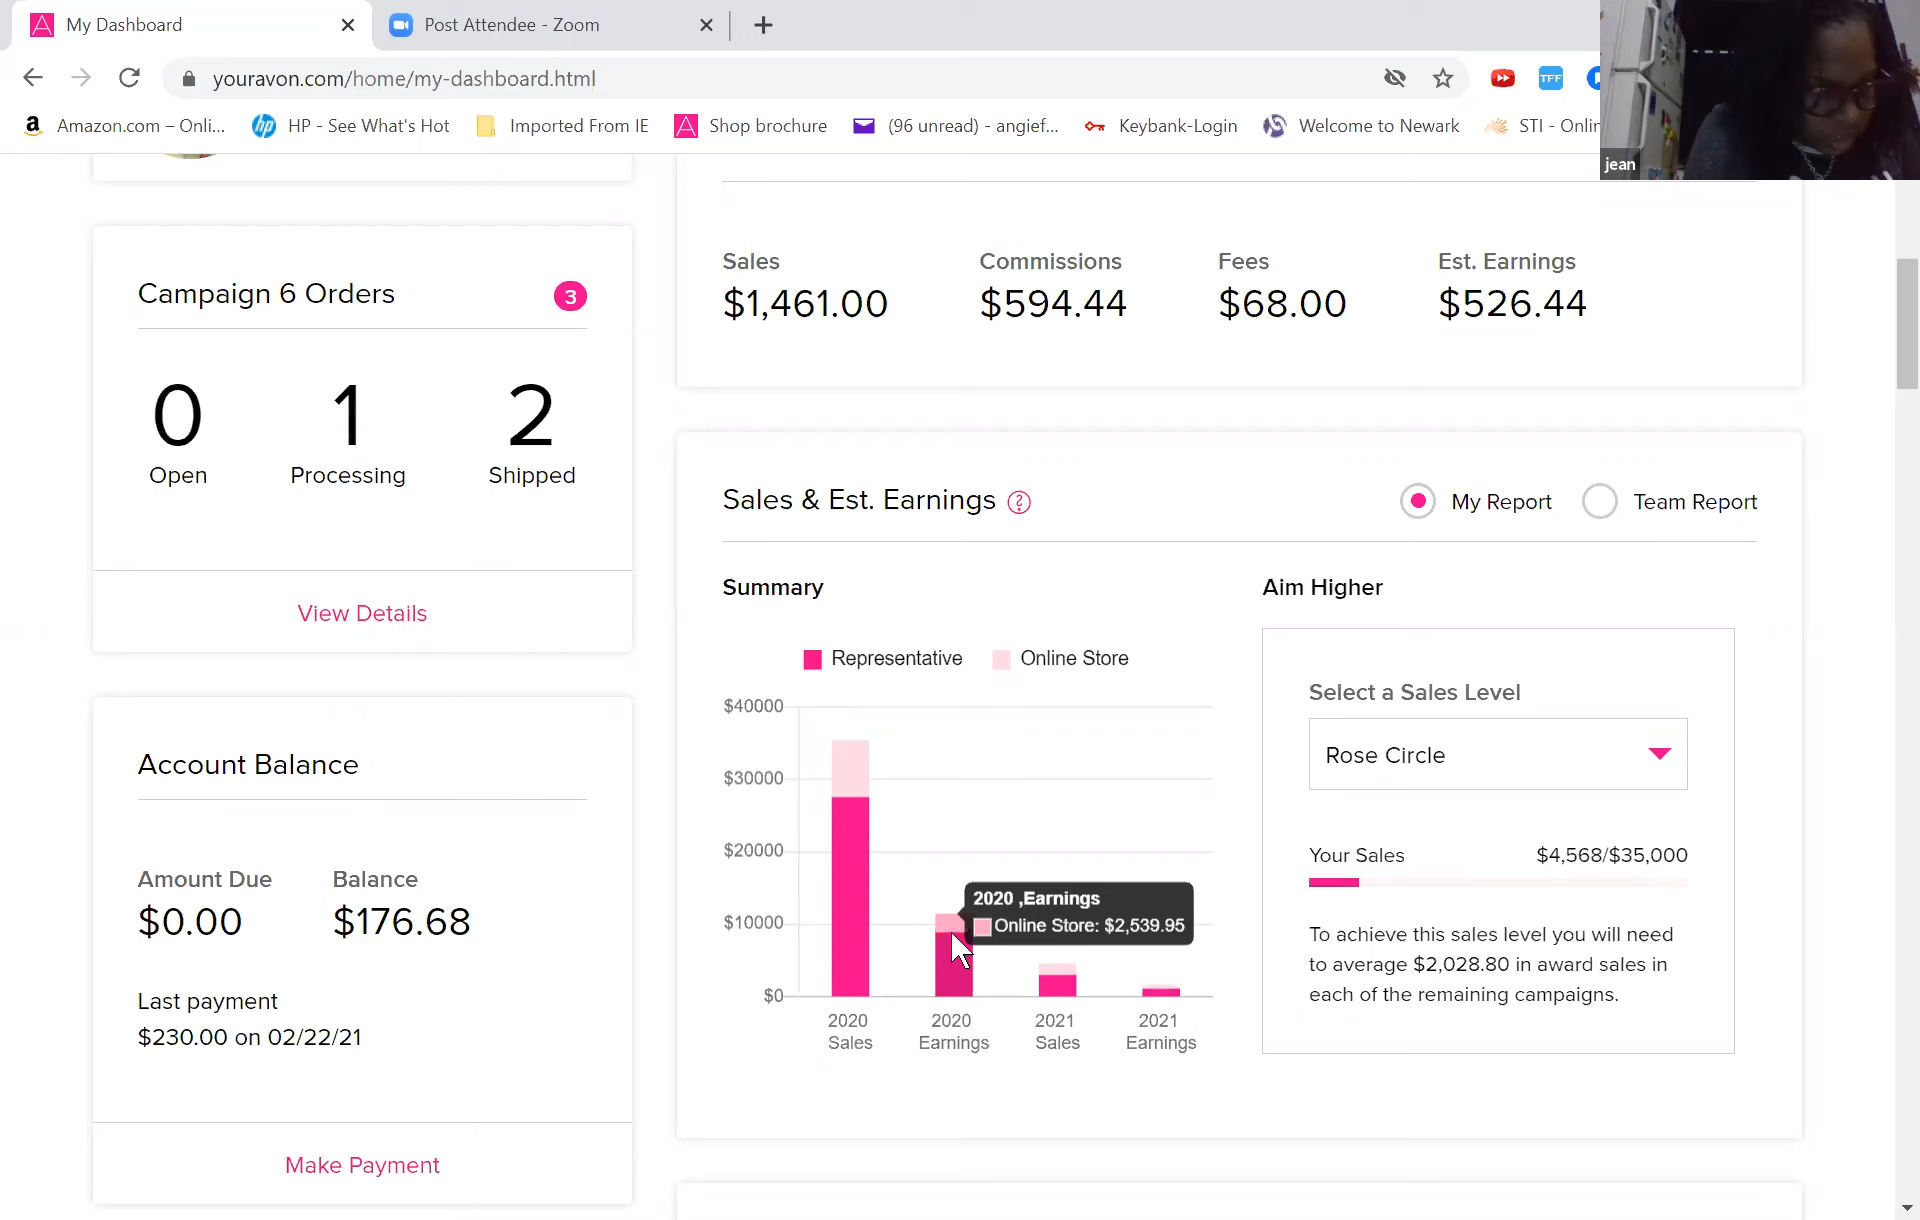 My Dashboard
Post Attendee - Zoom
youravon.com/home/my-dashboard.html
TFF
Amazon.com – Onli...
HP - See What's Hot
Imported From IE
Shop brochure
(96 unread) - angief...
Keybank-Login
Welcome to Newark
STI - Onlin
jean
Campaign 6 Orders
3
0
1
2
Open
Processing
Shipped
View Details
Account Balance
Amount Due
Balance
$0.00
$176.68
Last payment
$230.00 on 02/22/21
Make Payment
Sales
Commissions
Fees
Est. Earnings
$1,461.00
$594.44
$68.00
$526.44
Sales & Est. Earnings
My Report
Team Report
Summary
Representative
Online Store
$40000
$30000
$20000
$10000
$0
2020 ,Earnings
Online Store: $2,539.95
2020 Sales
2020 Earnings
2021 Sales
2021 Earnings
Aim Higher
Select a Sales Level
Rose Circle
Your Sales
$4,568/$35,000
To achieve this sales level you will need
to average $2,028.80 in award sales in
each of the remaining campaigns.